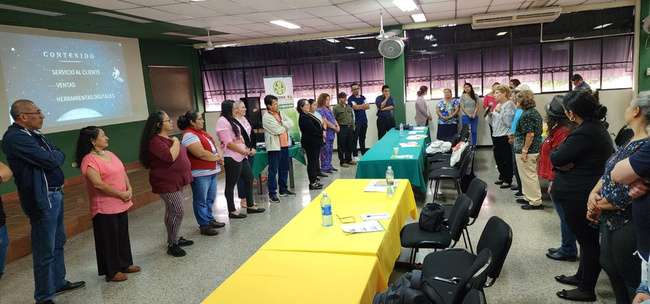 CONTENIDO
SERVICIO AL CLIENTE
VENTAS
HERRAMIENTAS DIGITALES